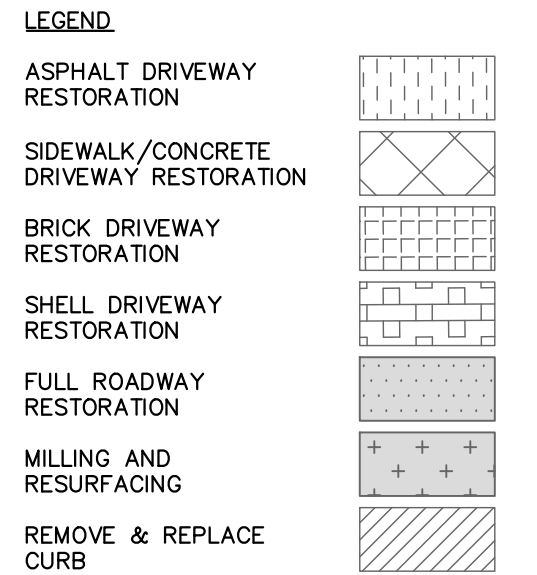 LEGEND
ASPHALT DRIVEWAY
RESTORATION
SIDEWALK/CONCRETE
DRIVEWAY RESTORATION
BRICK DRIVEWAY
RESTORATION
SHELL DRIVEWAY
RESTORATION
FULL ROADWAY
RESTORATION
MILLING AND
RESURFACING
REMOVE & REPLACE
CURB